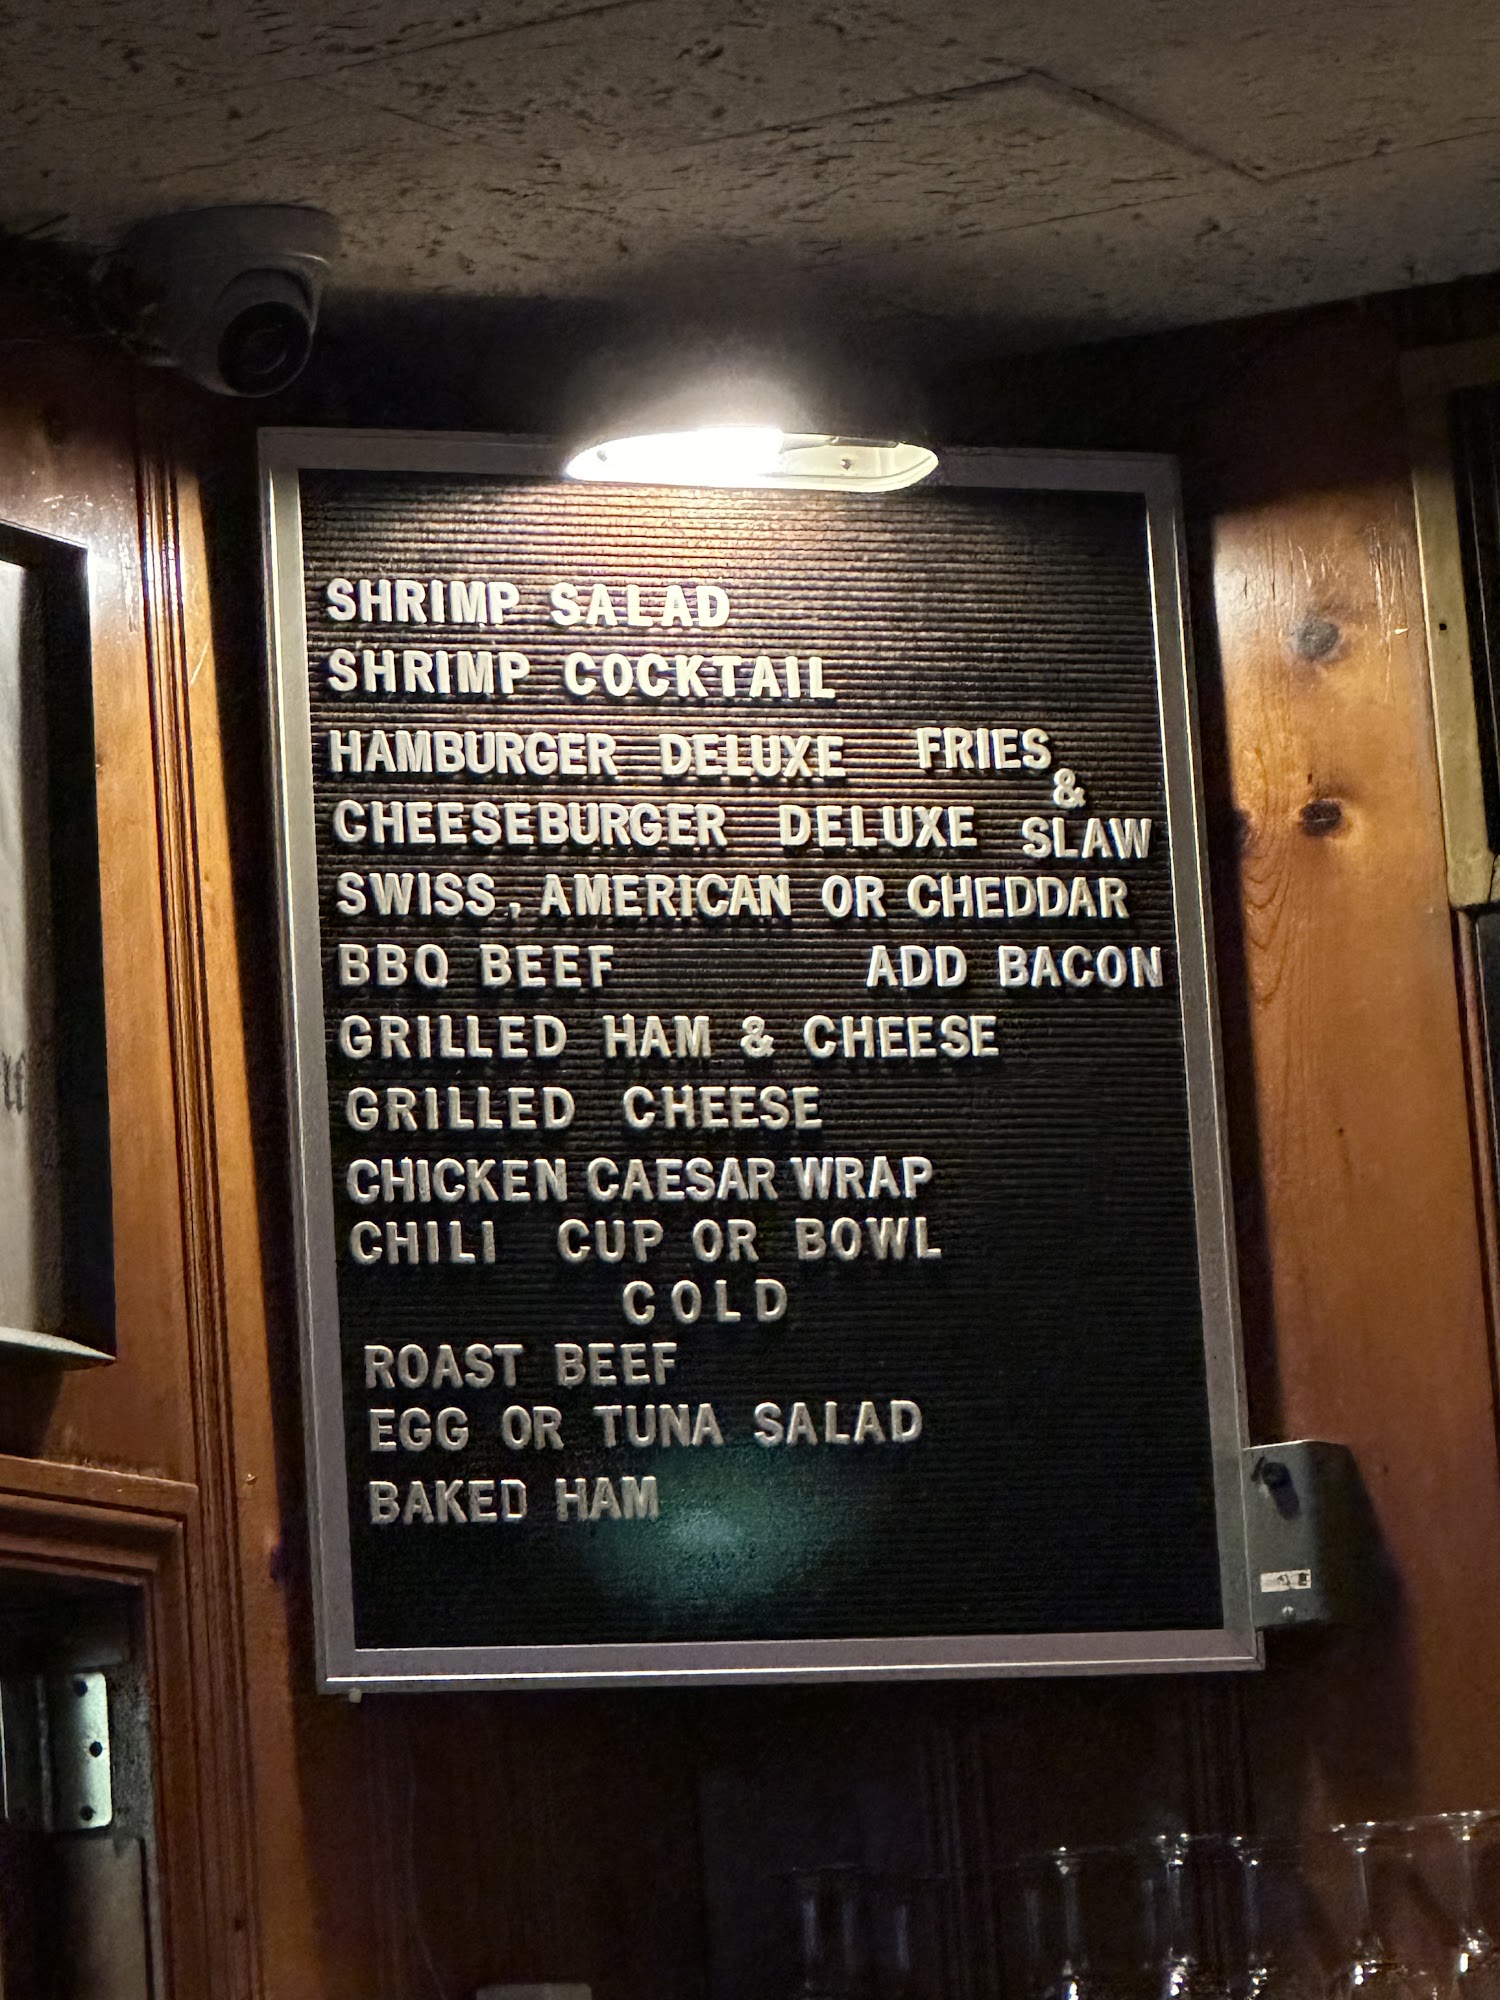 SHRIMP SALAD
SHRIMP COCKTAIL
HAMBURGER DELUXE FRIES
&
CHEESEBURGER DELUXE SLAW
SWISS, AMERICAN OR CHEDDAR
BBQ BEEF ADD BACON
GRILLED HAM & CHEESE
GRILLED CHEESE
CHICKEN CAESAR WRAP
CHILI CUP OR BOWL
COLD
ROAST BEEF
EGG OR TUNA SALAD
BAKED HAM